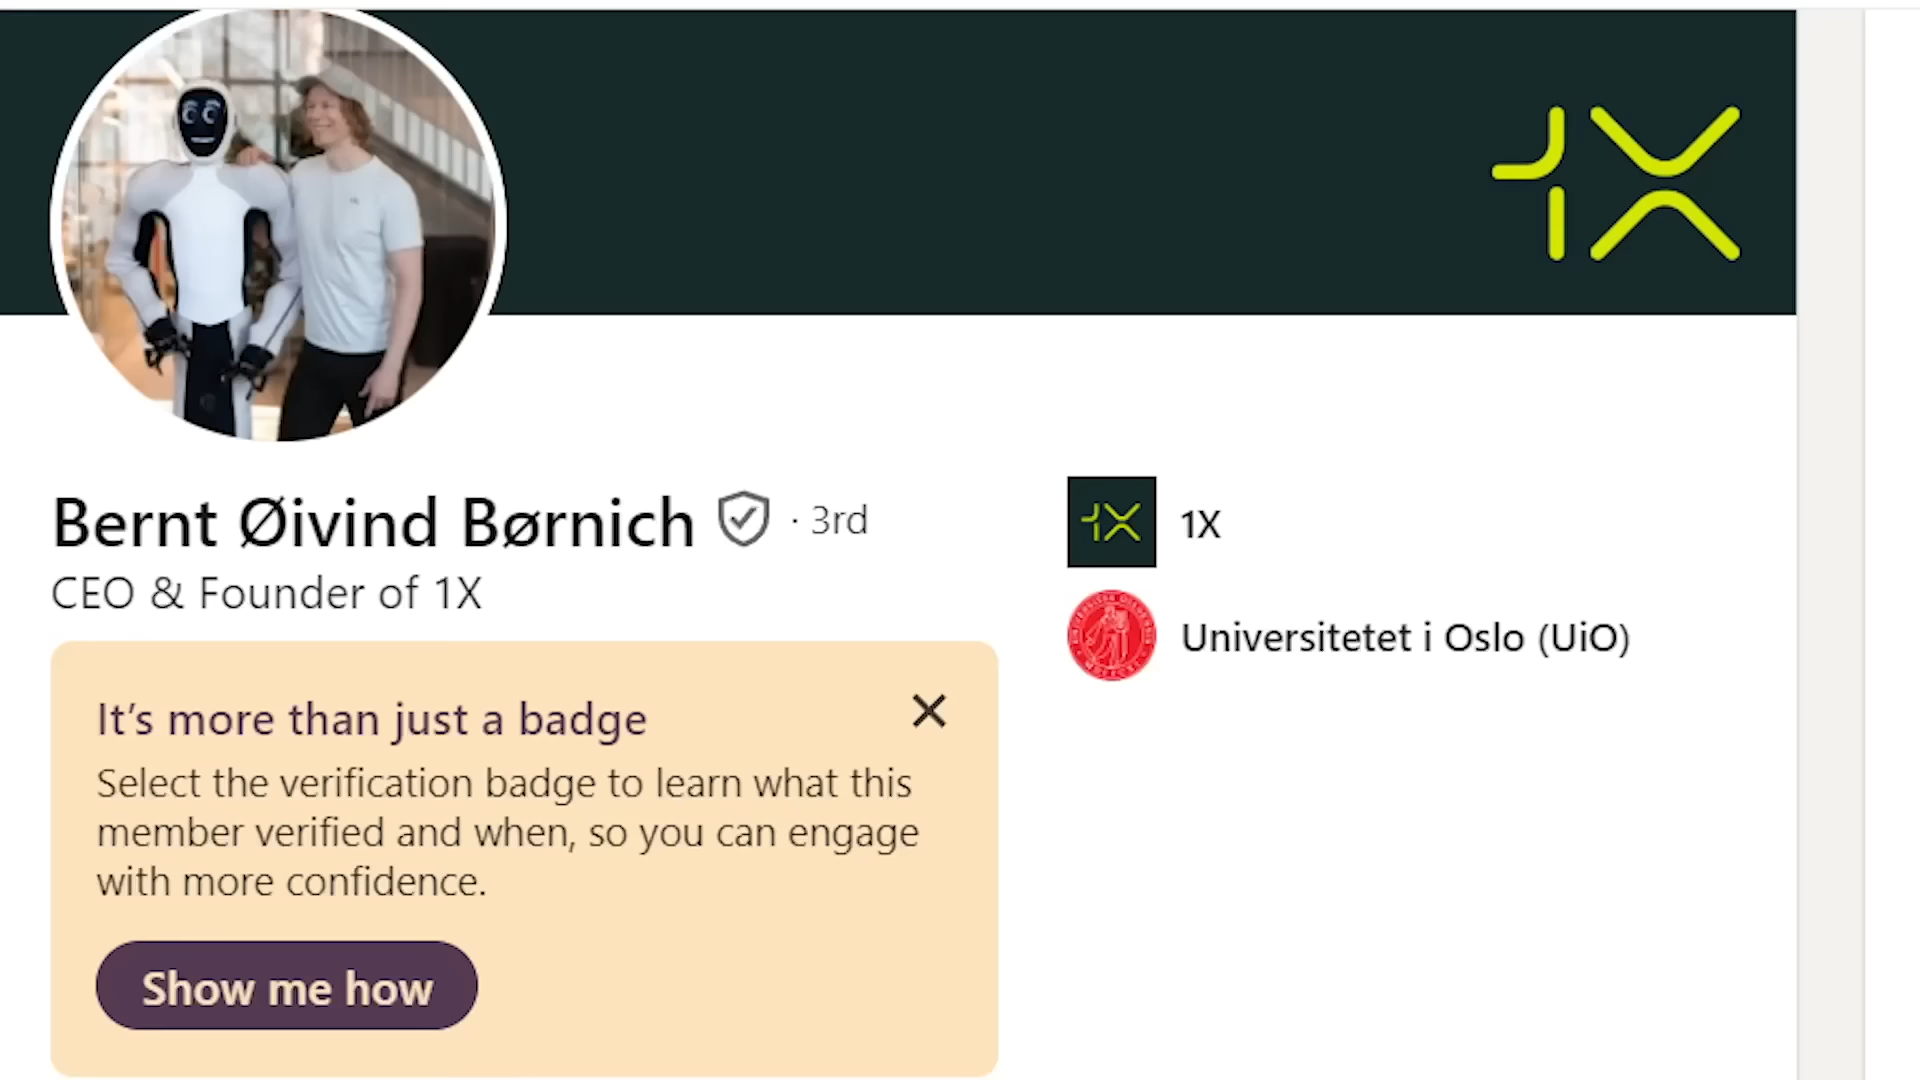 1X
Bernt Øivind Børnich · 3rd
CEO & Founder of 1X
1X
1X
Universitetet i Oslo (UiO)
It’s more than just a badge
Select the verification badge to learn what this
member verified and when, so you can engage
with more confidence.
Show me how